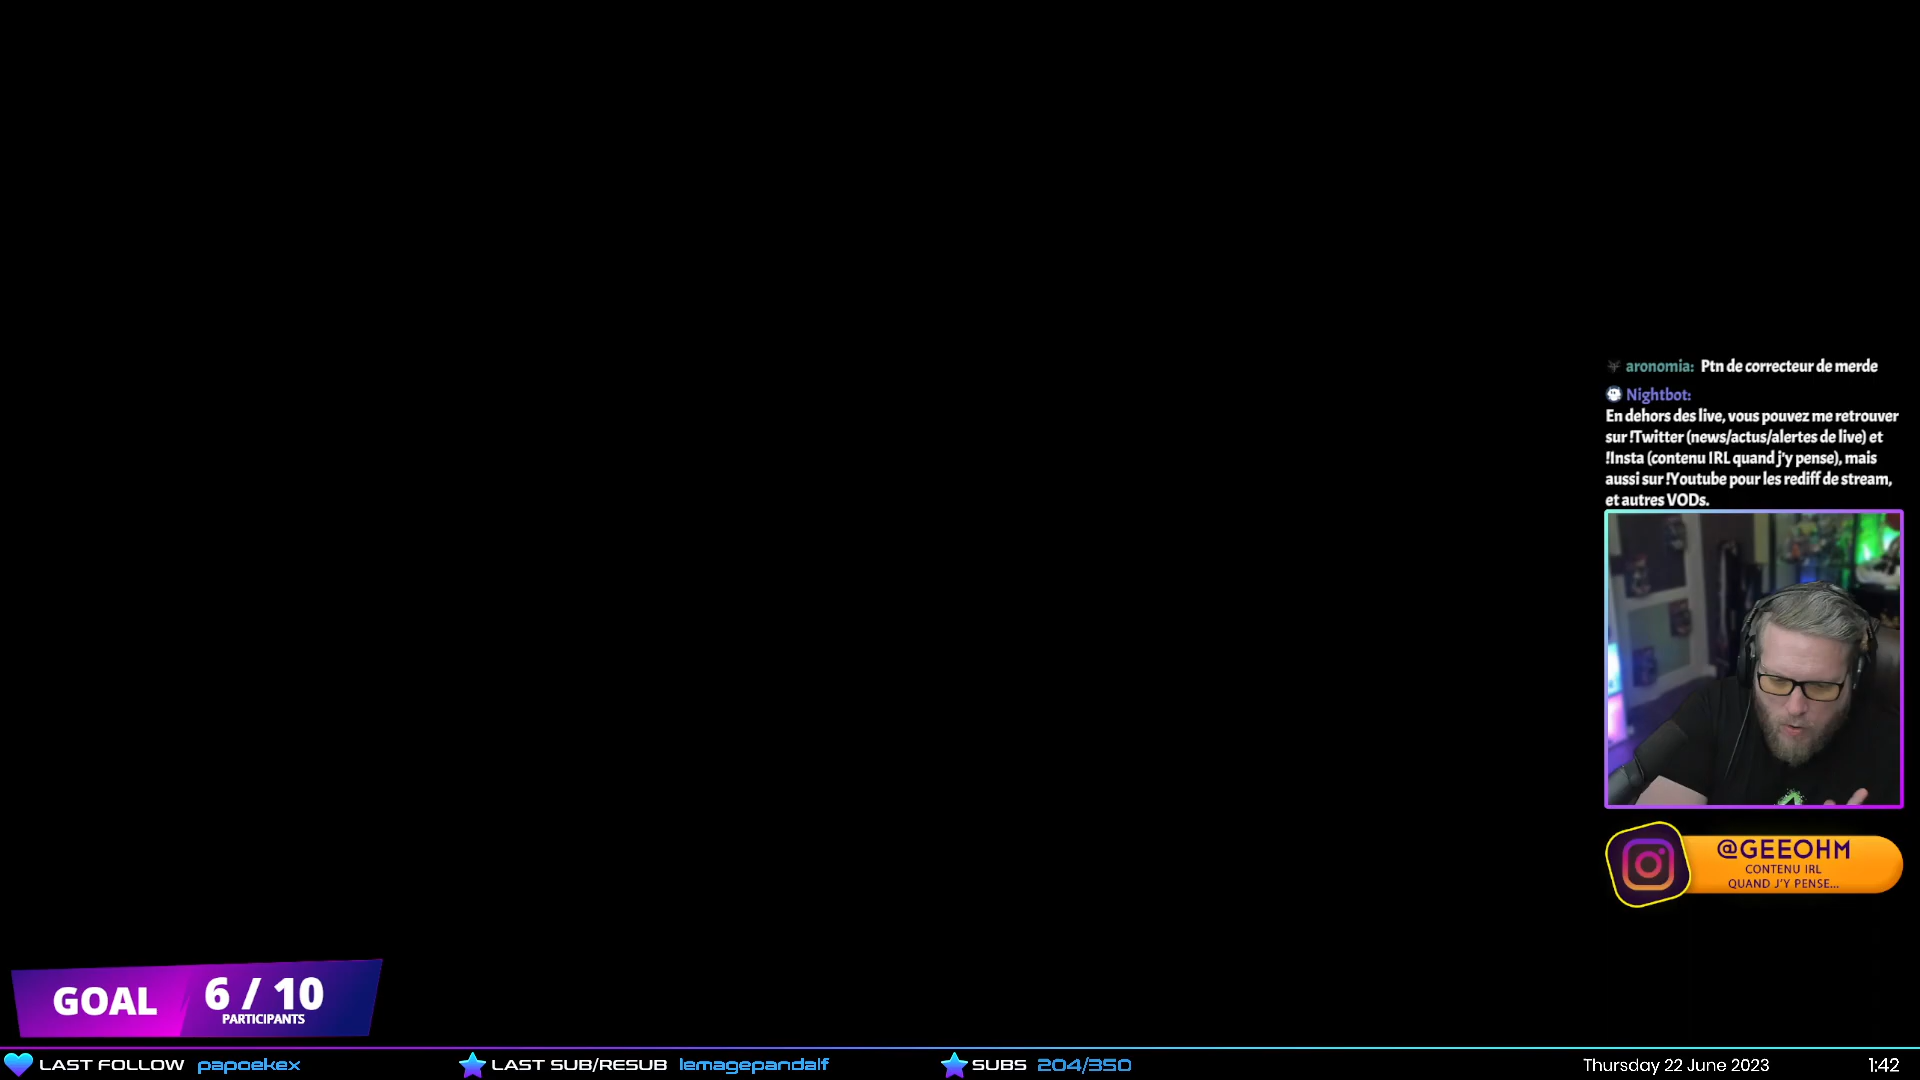 aronomia: Ptn de correcteur de merde
Nightbot:
En dehors des live, vous pouvez me retrouver
sur !Twitter (news/actus/alertes de live) et
!Insta (contenu IRL quand j'y pense), mais
aussi sur !Youtube pour les rediff de stream,
et autres VODs.
@GEEOHM
CONTENU IRL
QUAND J'Y PENSE...
GOAL
6 / 10
PARTICIPANTS
LAST FOLLOW papoekex
LAST SUB/RESUB lemagepandalf
SUBS 204/350
Thursday 22 June 2023
1:42